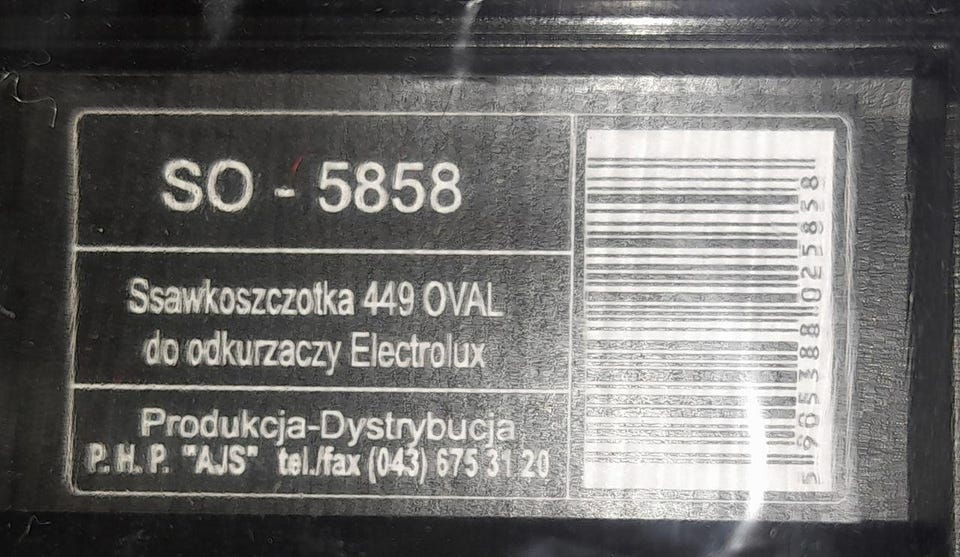 SO - 5858
Ssawkoszczotka 449 OVAL
do odkurzaczy Electrolux
Produkcja-Dystrybucja
P. H. P. "AJS" tel./fax (043) 675 31 20
5905388025858